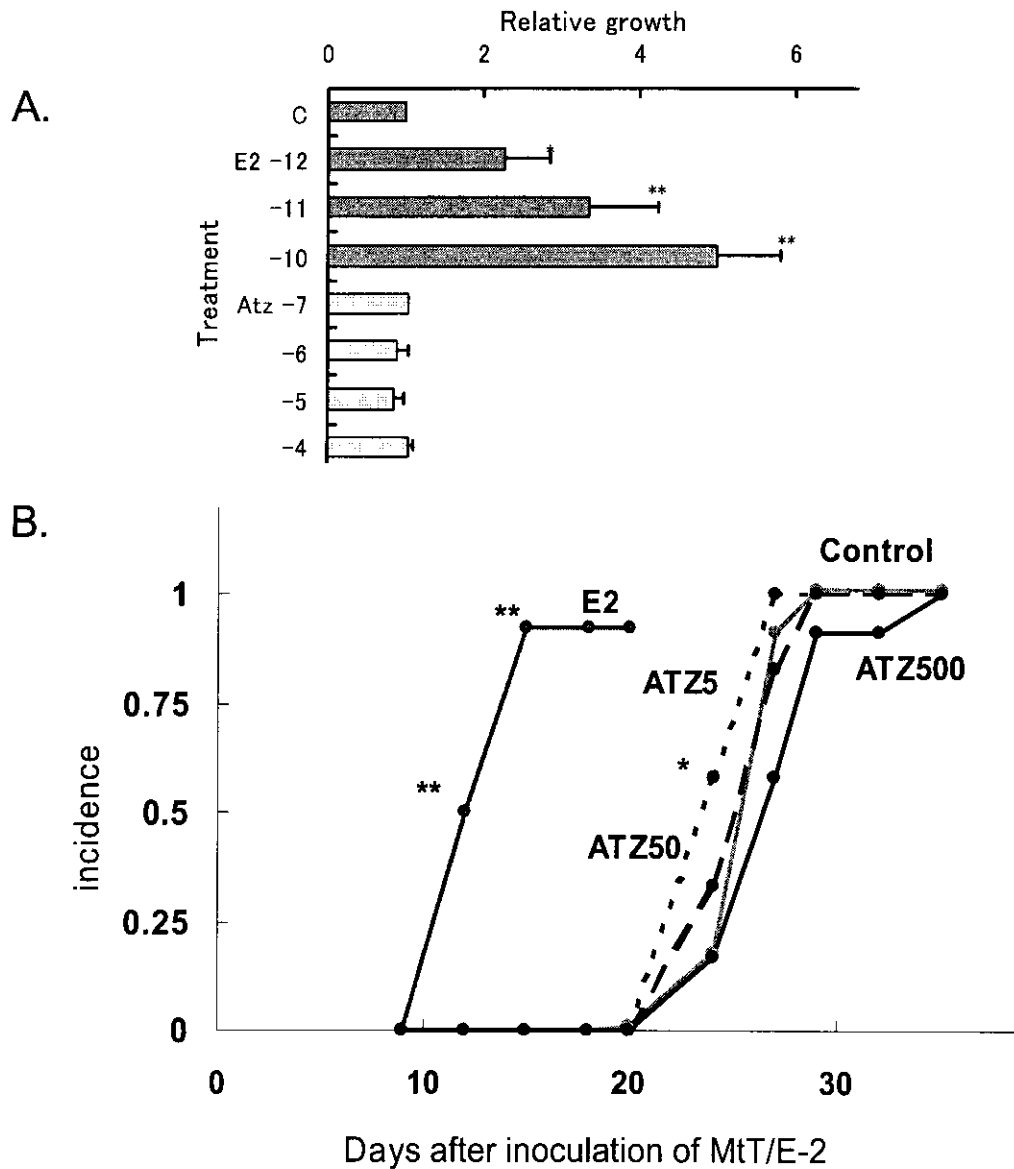 Relative growth
0 2 4 6
A.
Treatment
C
E2 -12
*
-11
**
-10
**
Atz -7
-6
-5
-4
B.
Control
1
**
E2
ATZ5
ATZ500
0.75
*
incidence
0.5
**
ATZ50
0.25
0
0 10 20 30
Days after inoculation of MtT/E-2